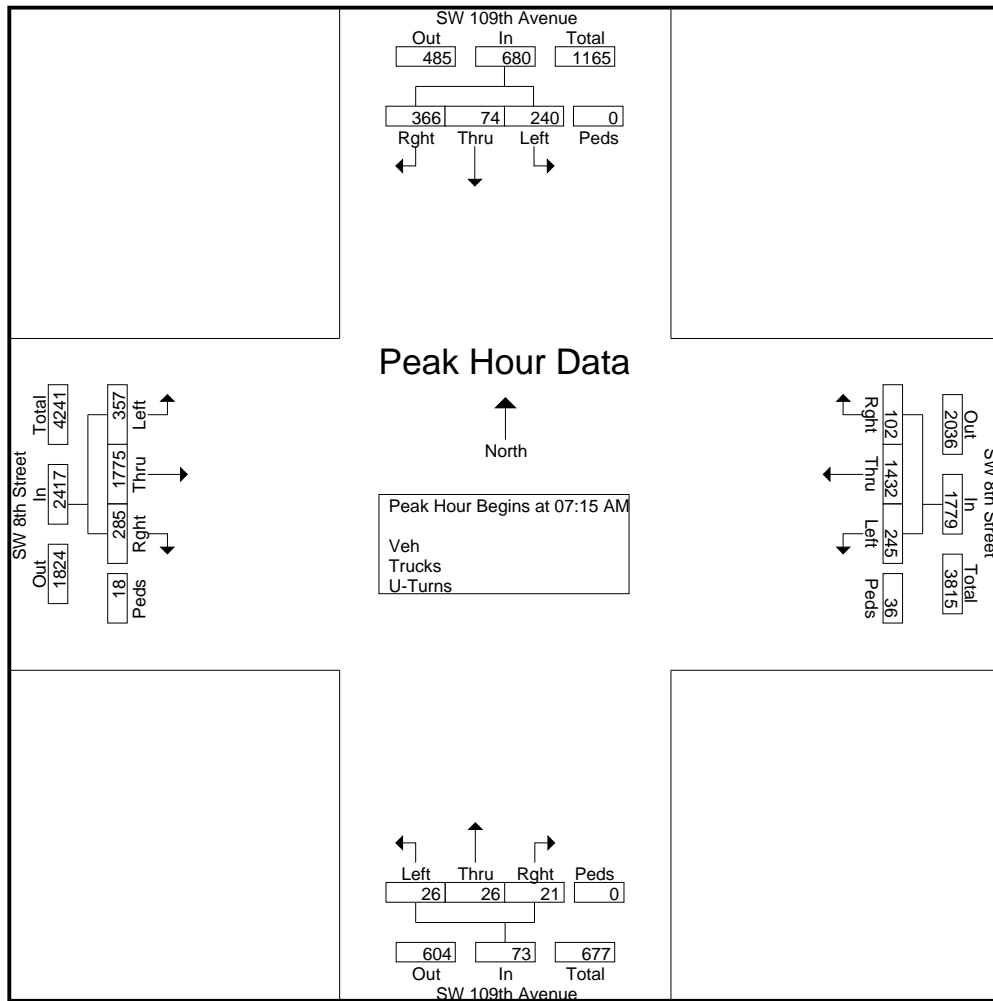 SW 109th Avenue
Out In Total
485 680 1165
366 74 240 0
Rght Thru Left Peds
Peak Hour Data
North
Peak Hour Begins at 07:15 AM
Veh
Trucks
U-Turns
SW 8th Street
Total In Out
4241 2417 1824
357 1775 285 18
Left Thru Rght Peds
SW 8th Street
Out In Total
2036 1779 3815
102 1432 245 36
Rght Thru Left Peds
Left Thru Rght Peds
26 26 21 0
604 73 677
Out In Total
SW 109th Avenue